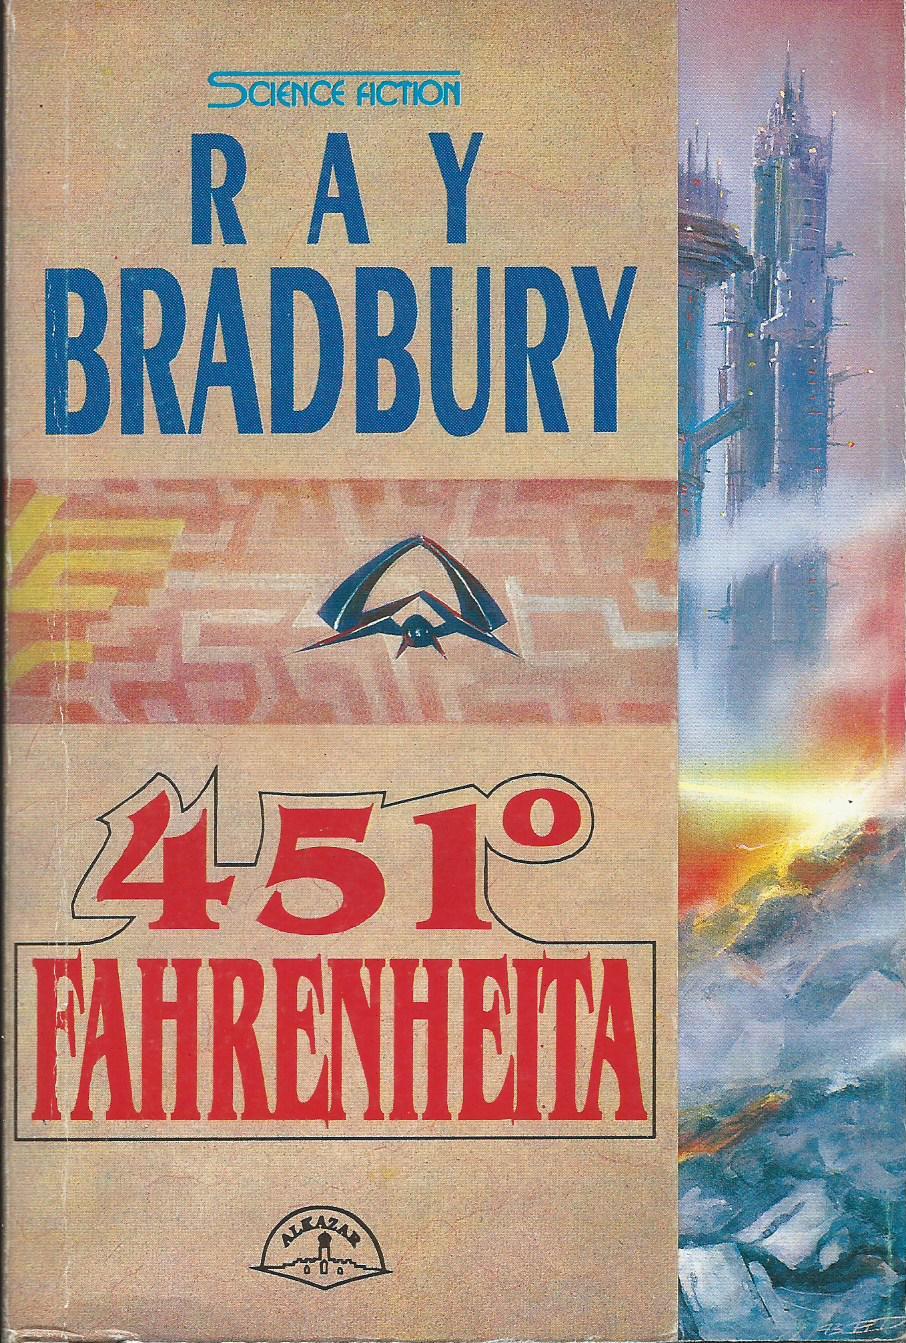 SCIENCE FICTION
RAY
BRADBURY
451°
FAHRENHEITA
ALKAZAR